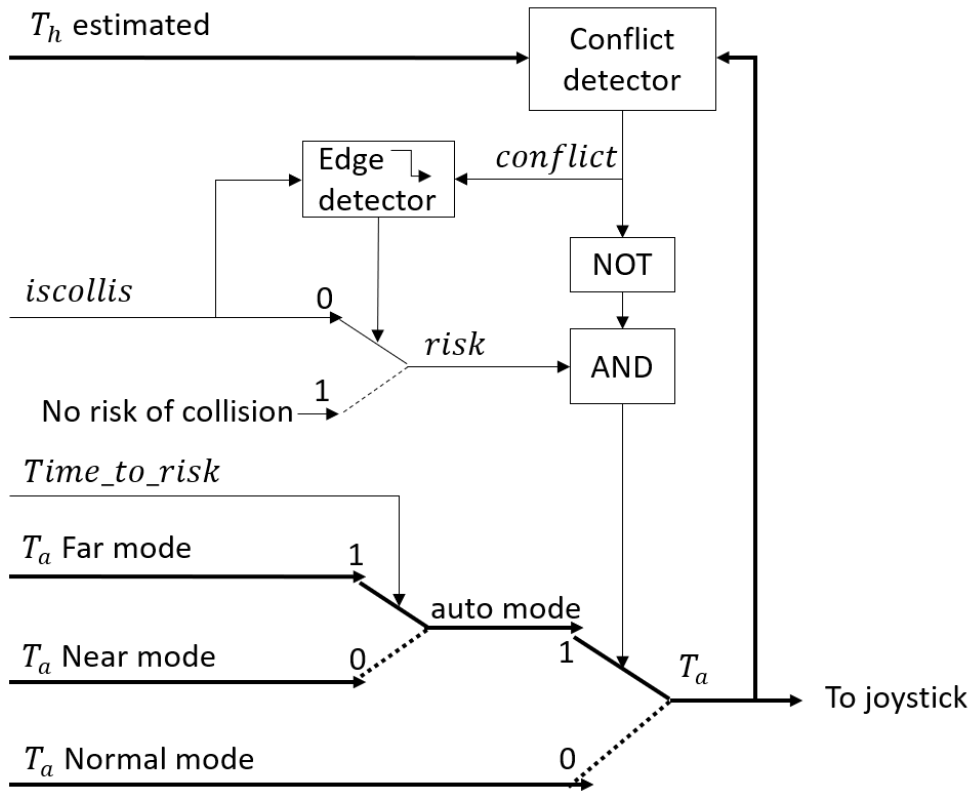 T_h estimated
Conflict
detector
Edge
detector
conflict
NOT
iscollis
0
risk
AND
1
No risk of collision
Time_to_risk
T_a Far mode
1
auto mode
1
T_a Near mode
0
T_a
To joystick
T_a Normal mode
0